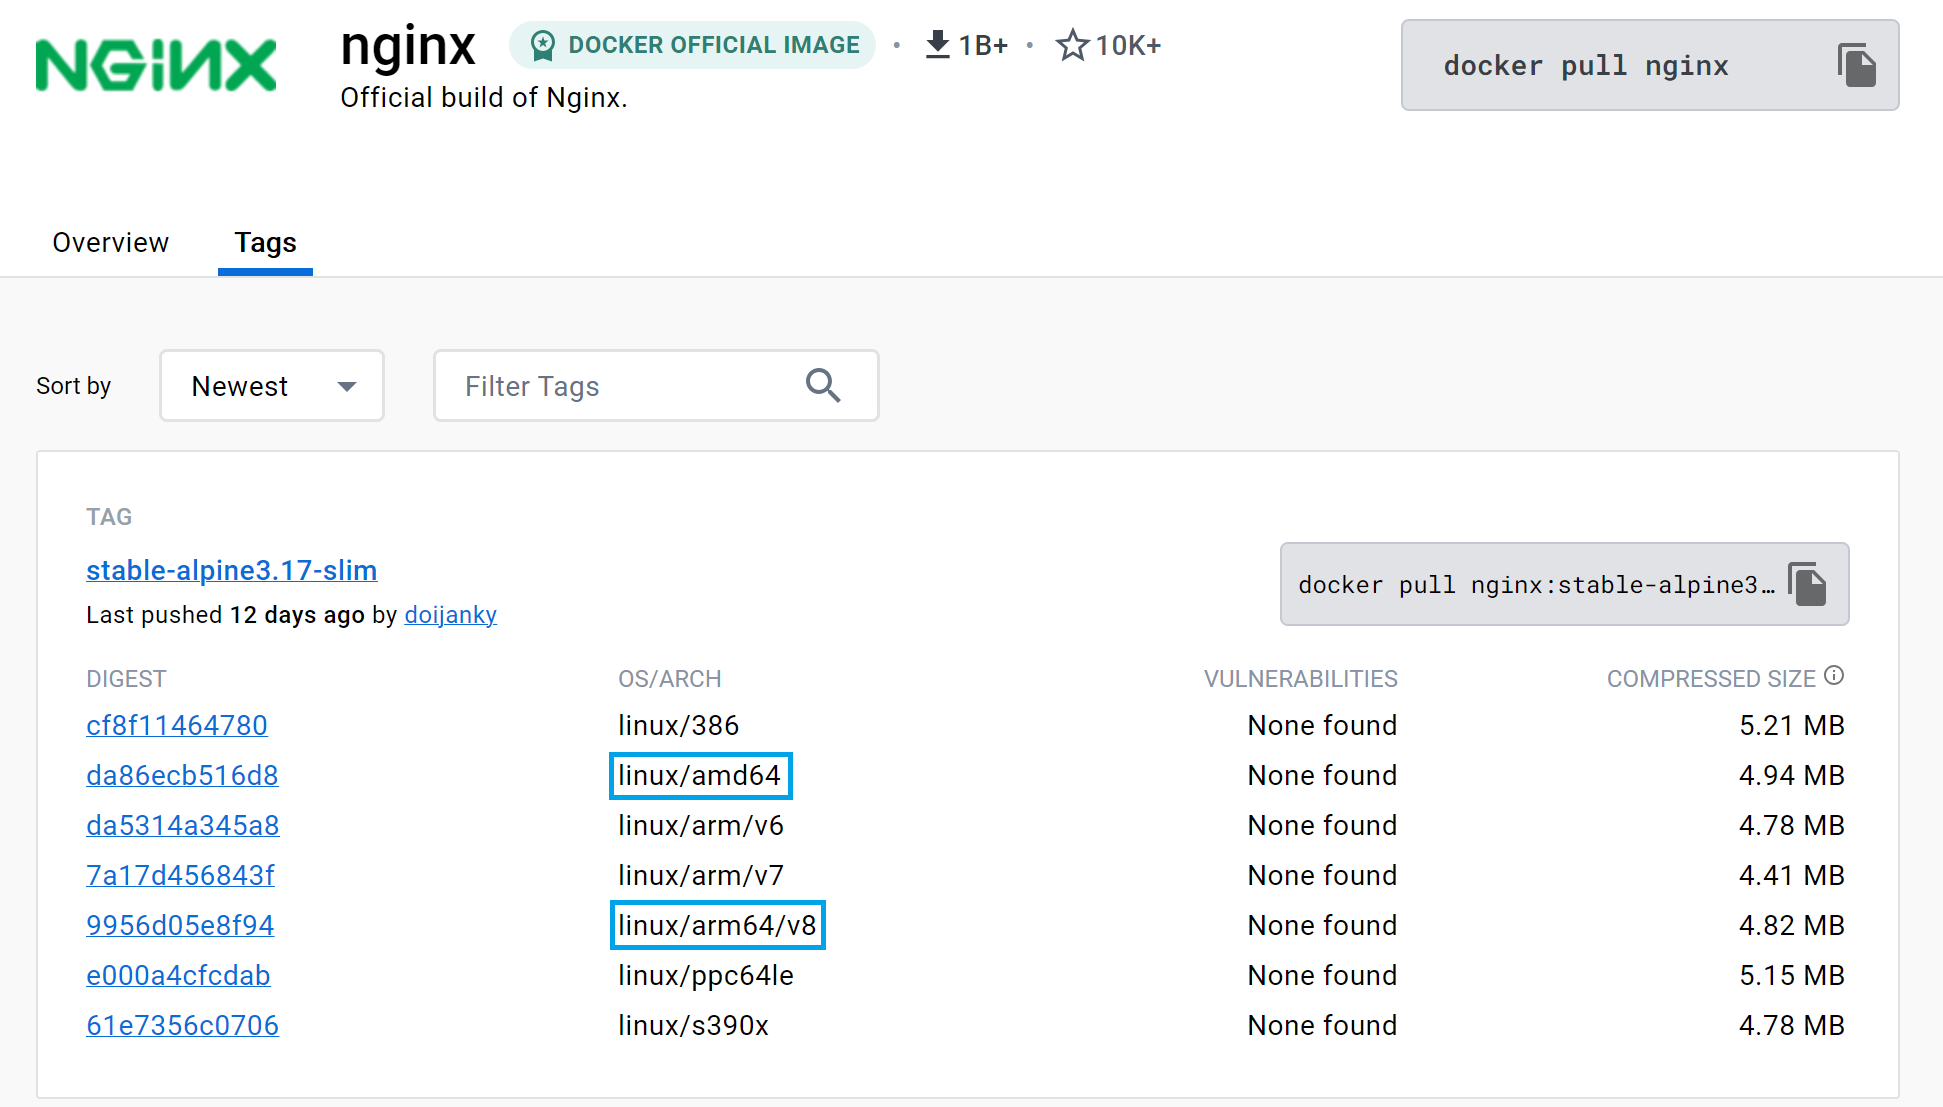 NGINX
nginx DOCKER OFFICIAL IMAGE • 1B+ • 10K+
Official build of Nginx.
docker pull nginx
Overview Tags
Sort by Newest Filter Tags
TAG
stable-alpine3.17-slim
Last pushed 12 days ago by doijanky
docker pull nginx:stable-alpine3...
DIGEST OS/ARCH VULNERABILITIES COMPRESSED SIZE
cf8f11464780 linux/386 None found 5.21 MB
da86ecb516d8 linux/amd64 None found 4.94 MB
da5314a345a8 linux/arm/v6 None found 4.78 MB
7a17d456843f linux/arm/v7 None found 4.41 MB
9956d05e8f94 linux/arm64/v8 None found 4.82 MB
e000a4cfcdab linux/ppc64le None found 5.15 MB
61e7356c0706 linux/s390x None found 4.78 MB